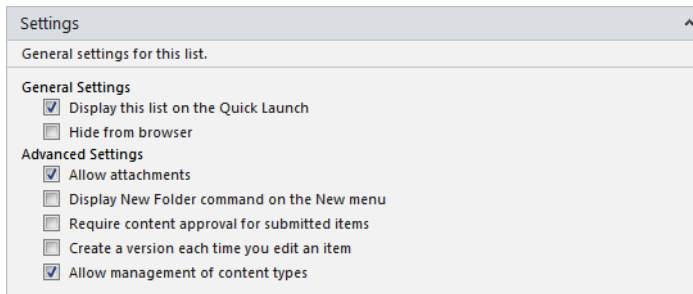 Settings
General settings for this list.
General Settings
Display this list on the Quick Launch
Hide from browser
Advanced Settings
Allow attachments
Display New Folder command on the New menu
Require content approval for submitted items
Create a version each time you edit an item
Allow management of content types